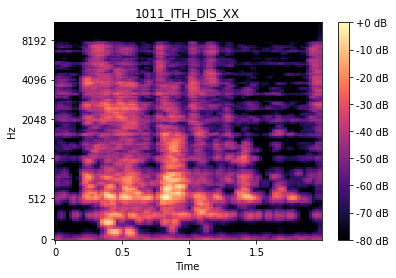 1011_ITH_DIS_XX
+0 dB
8192
-10 dB
4096
-20 dB
-30 dB
2048
Hz
-40 dB
1024
-50 dB
512
-60 dB
-70 dB
0
-80 dB
0
0.5
1
1.5
Time